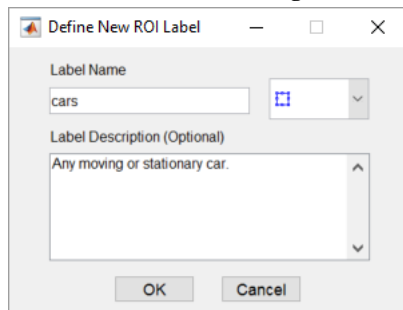 Define New ROI Label
Label Name
cars
Label Description (Optional)
Any moving or stationary car.
OK Cancel